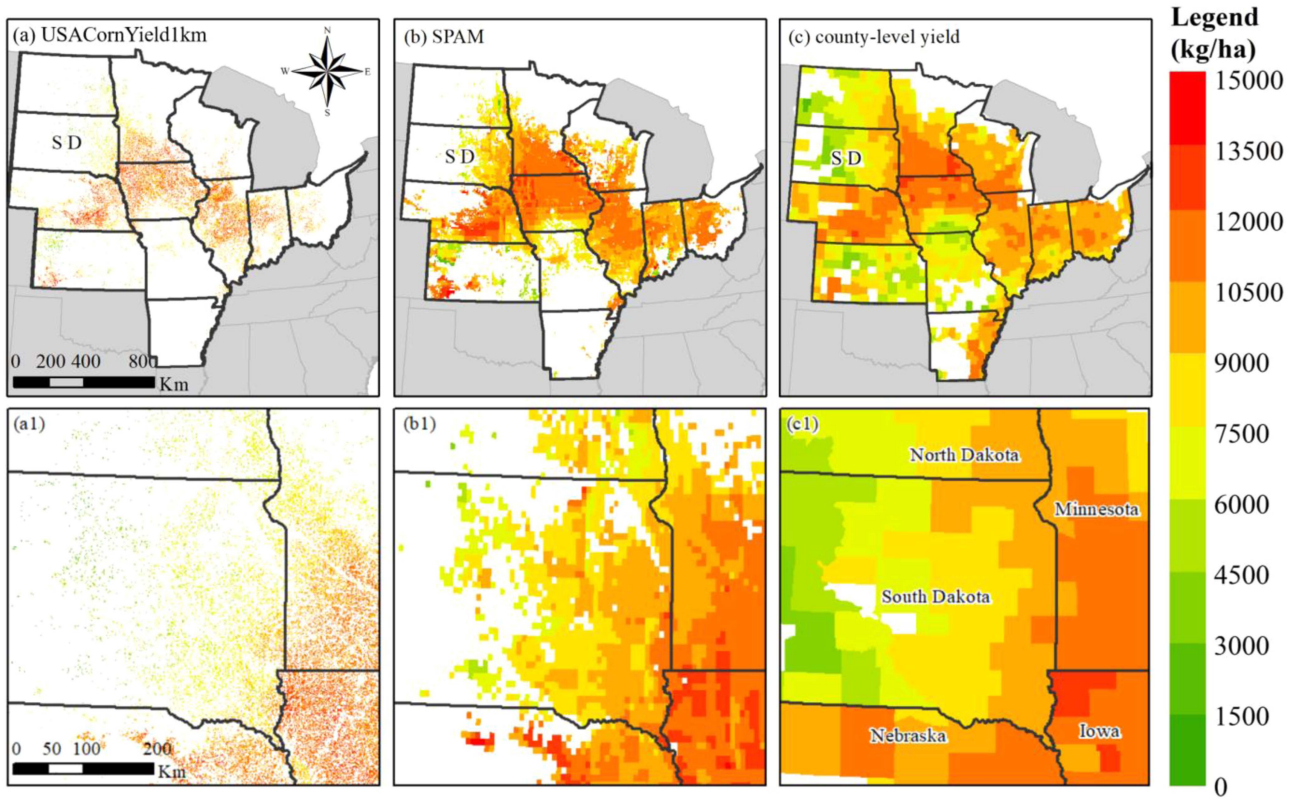 (a) USACornYield1km
N
W
E
S
S D
0 200 400 800
Km
(b) SPAM
S D
(c) county-level yield
S D
Legend
(kg/ha)
15000
13500
12000
10500
9000
7500
6000
4500
3000
1500
0
(a1)
0 50 100 200
Km
(b1)
(c1)
North Dakota
Minnesota
South Dakota
Nebraska
Iowa